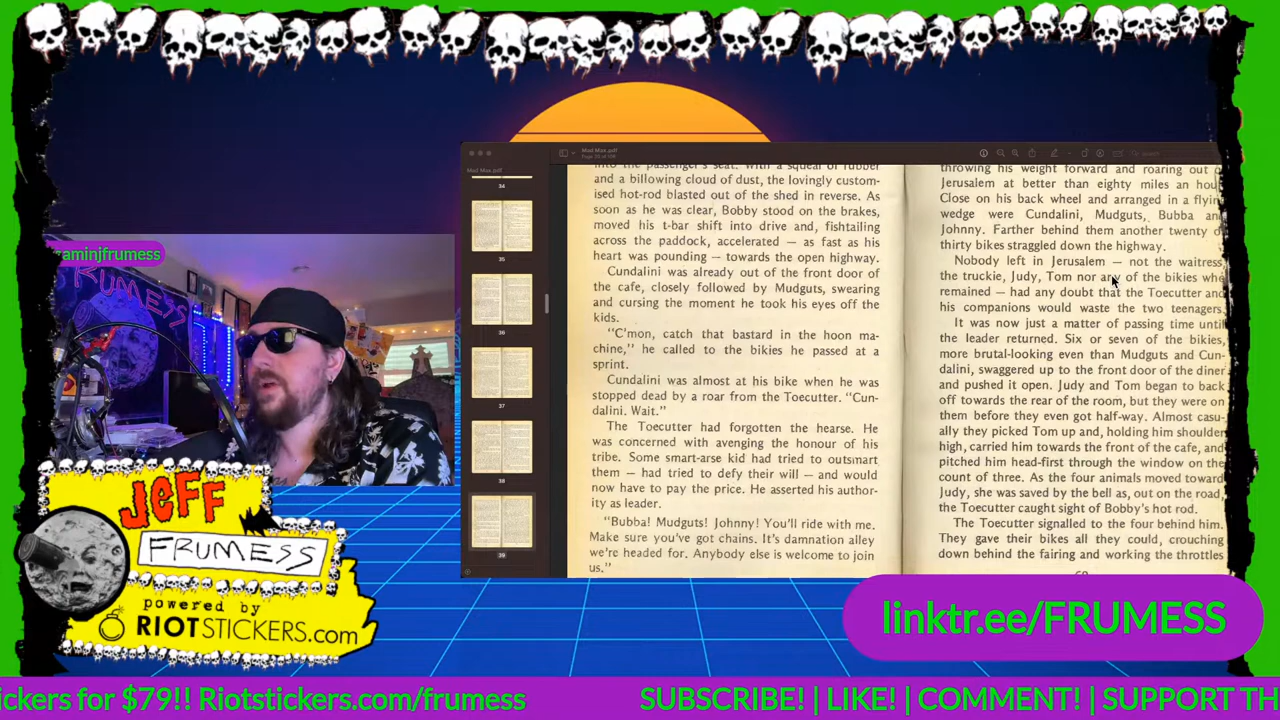 Mad Max.pdf
Mad Max.pdf
34
35
36
37
38
39
into the passenger's seat. With a squeal of rubber
and a billowing cloud of dust, the lovingly custom-
ised hot-rod blasted out of the shed in reverse. As
soon as he was clear, Bobby stood on the brakes,
moved his t-bar shift into drive and, fishtailing
across the paddock, accelerated — as fast as his
heart was pounding — towards the open highway.
Cundalini was already out of the front door of
the cafe, closely followed by Mudguts, swearing
and cursing the moment he took his eyes off the
kids.
"C'mon, catch that bastard in the hoon ma-
chine," he called to the bikies he passed at a
sprint.
Cundalini was almost at his bike when he was
stopped dead by a roar from the Toecutter. "Cun-
dalini. Wait."
The Toecutter had forgotten the hearse. He
was concerned with avenging the honour of his
tribe. Some smart-arse kid had tried to outsmart
them — had tried to defy their will — and would
now have to pay the price. He asserted his author-
ity as leader.
"Bubba! Mudguts! Johnny! You'll ride with me.
Make sure you've got chains. It's damnation alley
we're headed for. Anybody else is welcome to join
us."
throwing his weight forward and roaring out
Jerusalem at better than eighty miles an hou
Close on his back wheel and arranged in a flyin
wedge were Cundalini, Mudguts, Bubba an
Johnny. Farther behind them another twenty o
thirty bikes straggled down the highway.
Nobody left in Jerusalem — not the waitress
the truckie, Judy, Tom nor any of the bikies who
remained — had any doubt that the Toecutter and
his companions would waste the two teenagers.
It was now just a matter of passing time until
the leader returned. Six or seven of the bikies,
more brutal-looking even than Mudguts and Cun-
dalini, swaggered up to the front door of the diner
and pushed it open. Judy and Tom began to back
off towards the rear of the room, but they were on
them before they even got half-way. Almost casu-
ally they picked Tom up and, holding him shoulder
high, carried him towards the front of the cafe, and
pitched him head-first through the window on the
count of three. As the four animals moved toward
Judy, she was saved by the bell as, out on the road,
the Toecutter caught sight of Bobby's hot rod.
The Toecutter signalled to the four behind him.
They gave their bikes all they could, crouching
down behind the fairing and working the throttles
aminjfrumess
FRUMESS
JEFF
FRUMESS
powered by
RIOTSTICKERS.com
linktr.ee/FRUMESS
ickers for $79!! Riotstickers.com/frumess SUBSCRIBE! | LIKE! | COMMENT! | SUPPORT TH